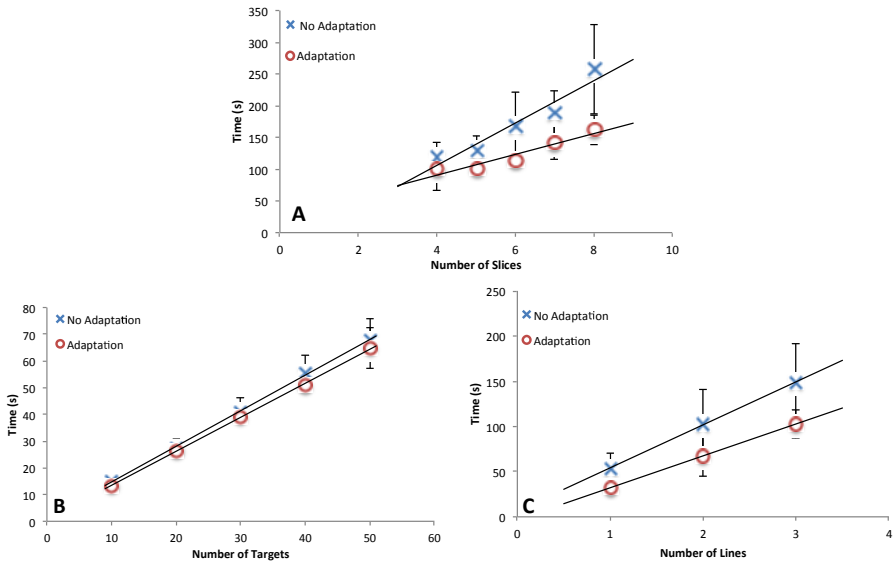 350
300
250
200
150
100
50
0
Time (s)
No Adaptation
Adaptation
A
0 2 4 6 8 10
Number of Slices
80
70
60
50
40
30
20
10
0
Time (s)
No Adaptation
Adaptation
B
0 10 20 30 40 50 60
Number of Targets
250
200
150
100
50
0
Time (s)
No Adaptation
Adaptation
C
0 1 2 3 4
Number of Lines